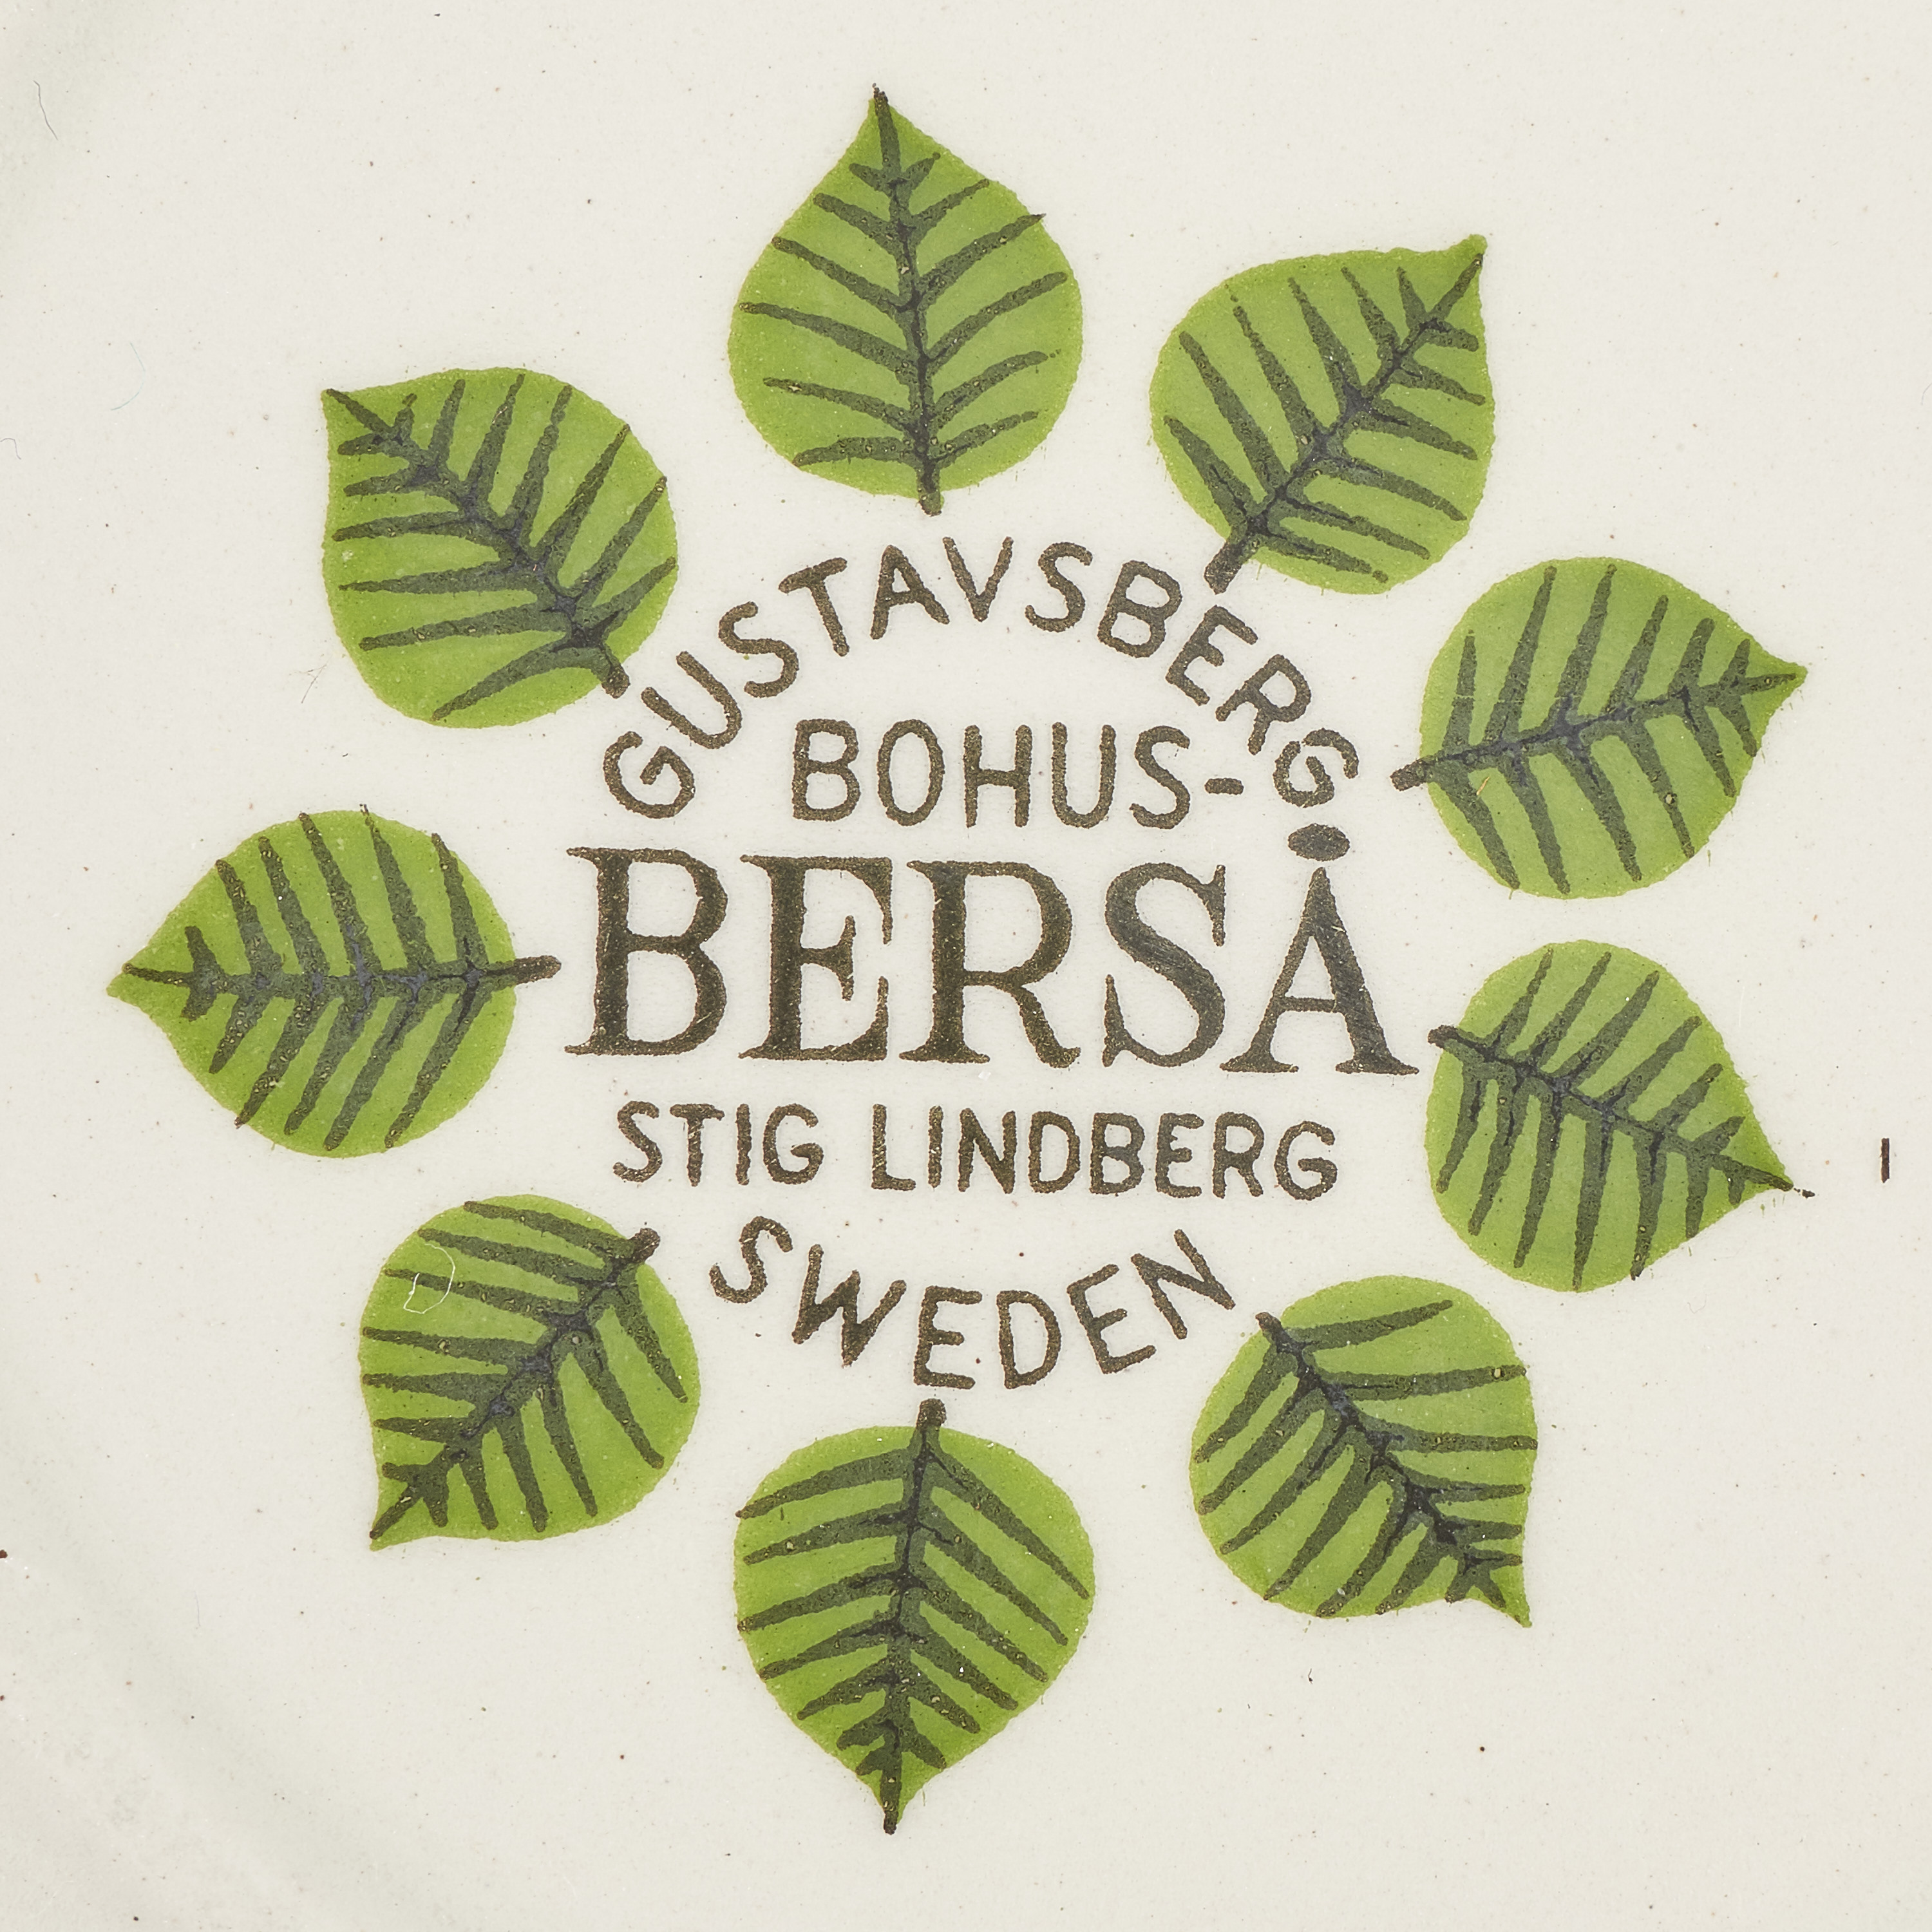 GUSTAVSBERG
BOHUS-
BERSÅ
STIG LINDBERG
SWEDEN